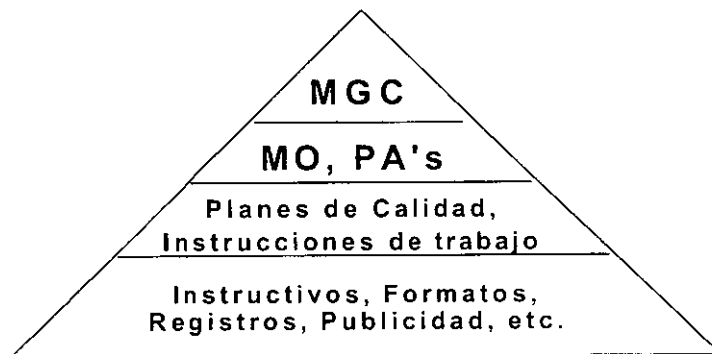 MGC
MO, PA's
Planes de Calidad,
Instrucciones de trabajo
Instructivos, Formatos,
Registros, Publicidad, etc.